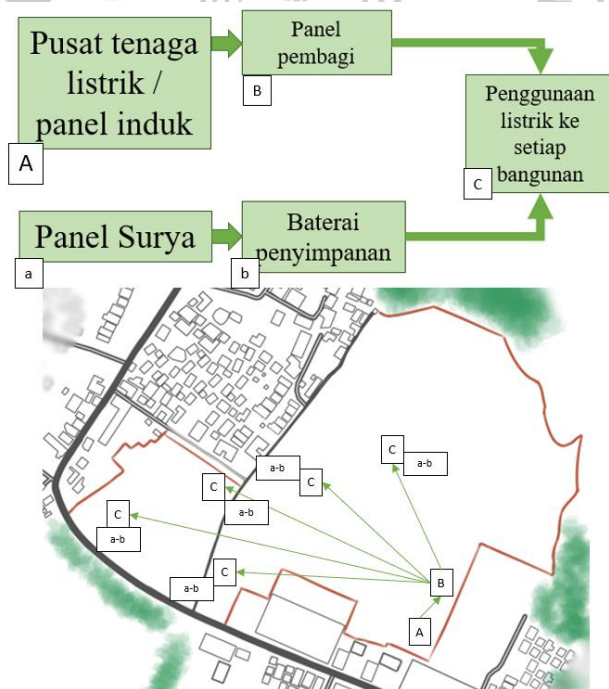 Pusat tenaga
listrik /
panel induk
A
Panel
pembagi
B
Penggunaan
listrik ke
setiap
bangunan
C
Panel Surya
a
Baterai
penyimpanan
b
C
a-b
a-b
C
C
a-b
C
a-b
C
a-b
B
A